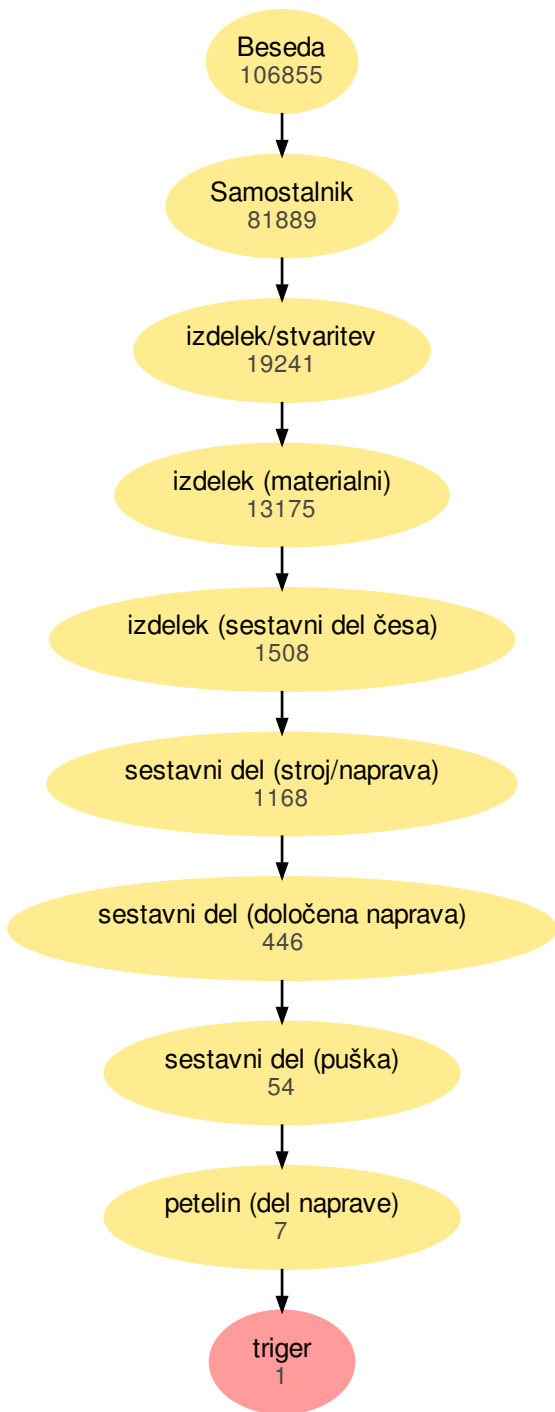 Beseda
106855
Samostalnik
81889
izdelek/stvaritev
19241
izdelek (materialni)
13175
izdelek (sestavni del česa)
1508
sestavni del (stroj/naprava)
1168
sestavni del (določena naprava)
446
sestavni del (puška)
54
petelin (del naprave)
7
triger
1